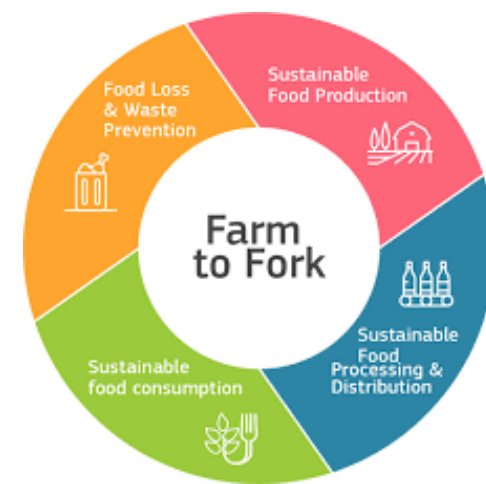 Food Loss
& Waste
Prevention
Sustainable
Food Production
Farm
to Fork
Sustainable
Food
Processing &
Distribution
Sustainable
food consumption